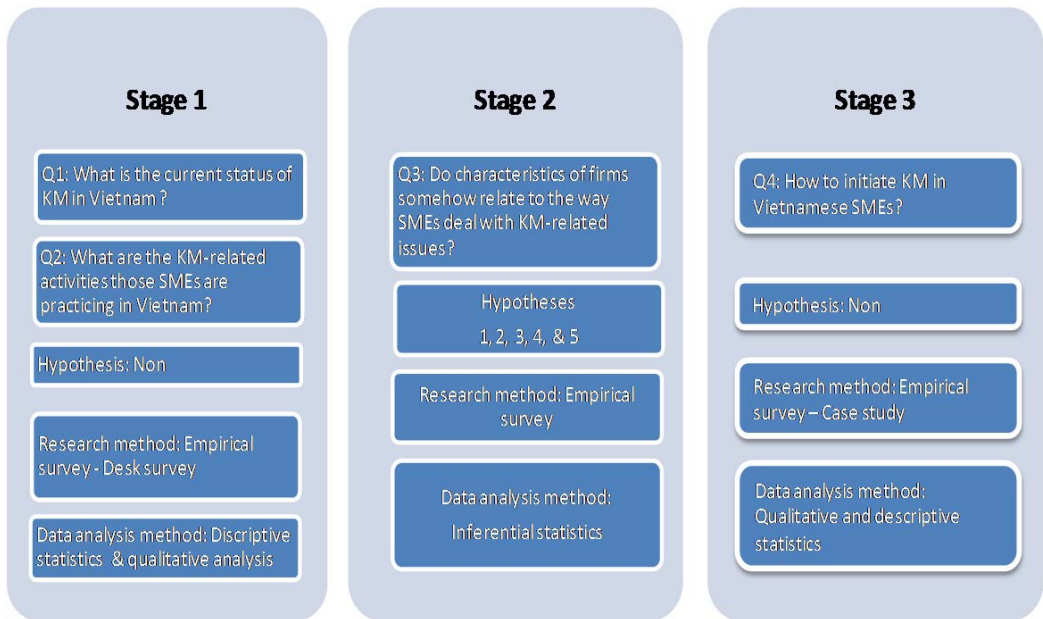 Stage 1
Q1: What is the current status of
KM in Vietnam ?
Q2: What are the KM-related
activities those SMEs are
practicing in Vietnam?
Hypothesis: Non
Research method: Empirical
survey - Desk survey
Data analysis method: Discriptive
statistics & qualitative analysis
Stage 2
Q3: Do characteristics of firms
somehow relate to the way
SMEs deal with KM-related
issues?
Hypotheses
1, 2, 3, 4, & 5
Research method: Empirical
survey
Data analysis method:
Inferential statistics
Stage 3
Q4: How to initiate KM in
Vietnamese SMEs?
Hypothesis: Non
Research method: Empirical
survey – Case study
Data analysis method:
Qualitative and descriptive
statistics